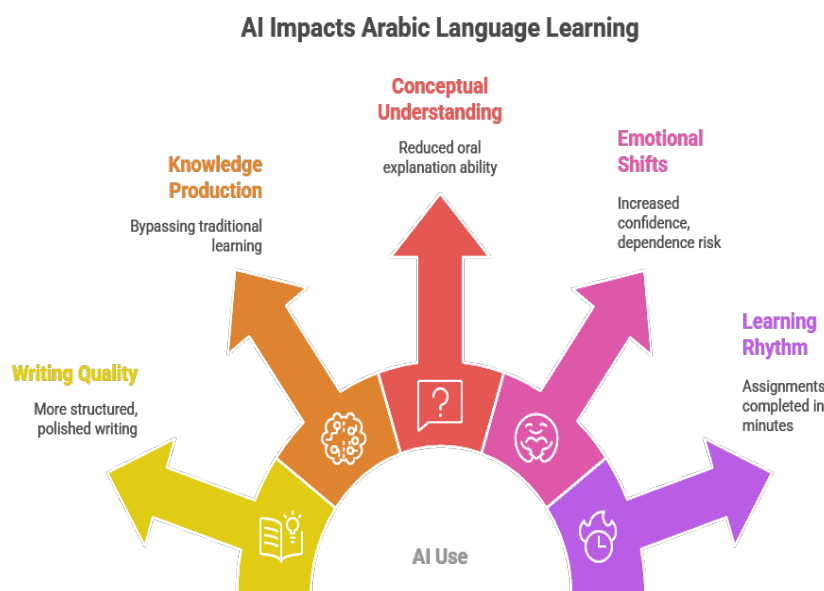 AI Impacts Arabic Language Learning
Conceptual
Understanding
Reduced oral
explanation ability
Knowledge
Production
Bypassing traditional
learning
Emotional
Shifts
Increased
confidence,
dependence risk
Writing Quality
More structured,
polished writing
Learning
Rhythm
Assignments
completed in
minutes
?
AI Use